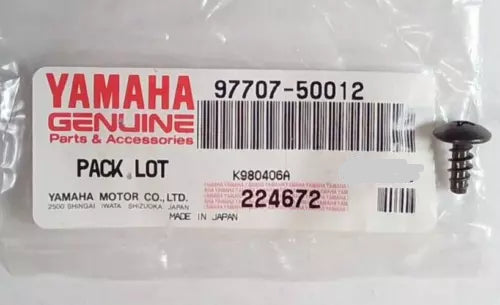 YAMAHA
GENUINE
Parts & Accessories
97707-50012
PACK.LOT
K980406A
YAMAHA MOTOR CO., LTD.
2500 SHINGAI IWATA SHIZUOKA, JAPAN
224672
MADE IN JAPAN